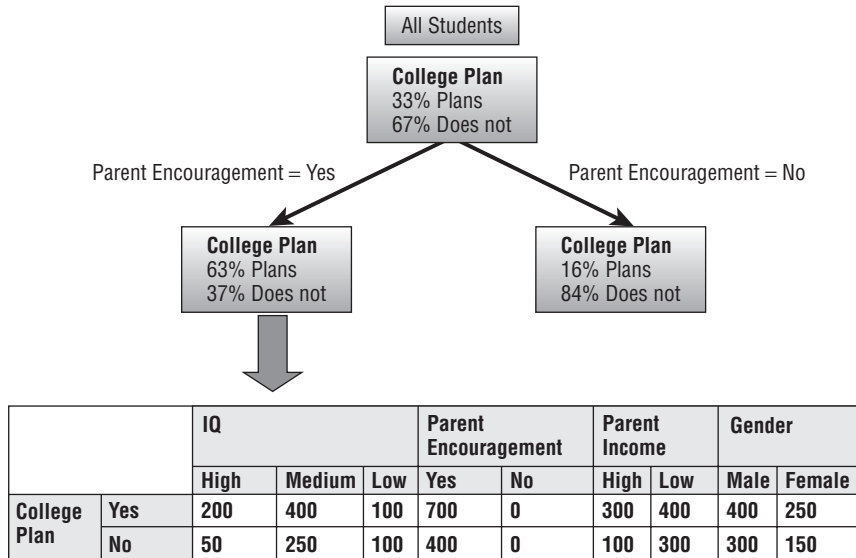 All Students
College Plan
33% Plans
67% Does not
Parent Encouragement = Yes
Parent Encouragement = No
College Plan
63% Plans
37% Does not
College Plan
16% Plans
84% Does not
IQ Parent Encouragement Parent Income Gender
High Medium Low Yes No High Low Male Female
College Plan Yes 200 400 100 700 0 300 400 400 250
No 50 250 100 400 0 100 300 300 150